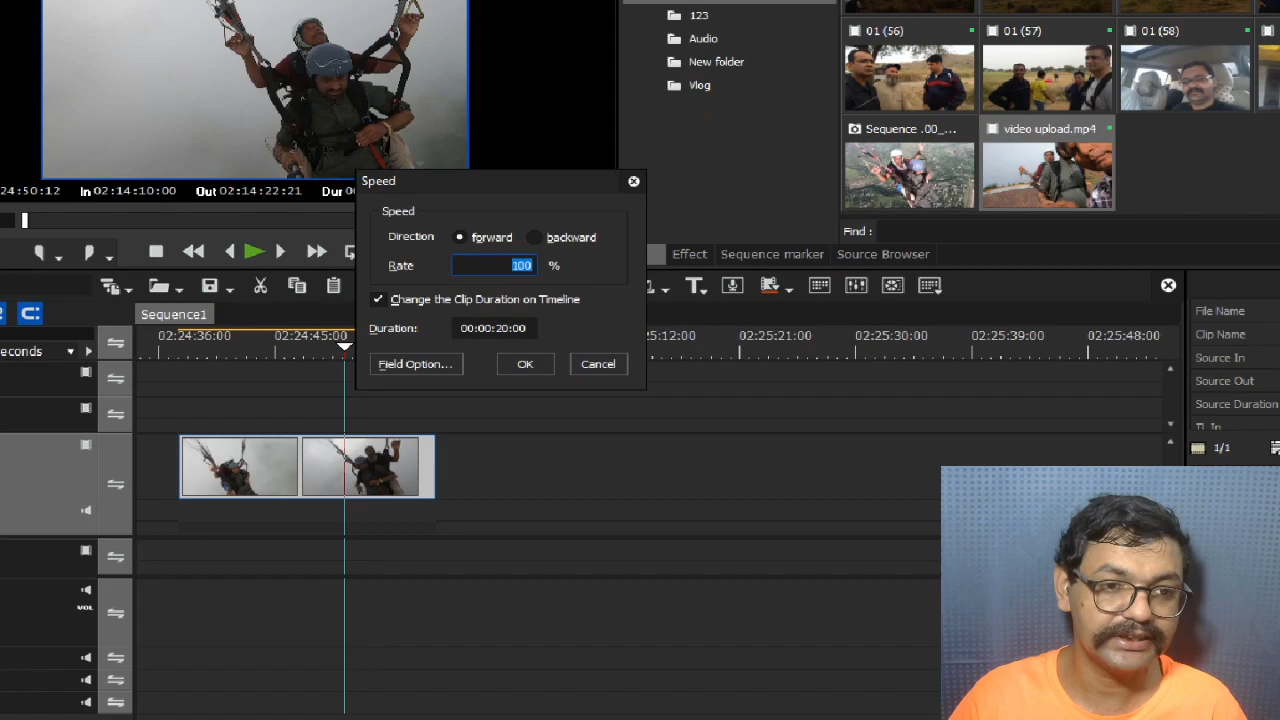 123
Audio
New folder
Vlog
01 (56)
01 (57)
01 (58)
Sequence .00_...
video upload.mp4
Find :
24:50:12
In 02:14:10:00
Out 02:14:22:21
Dur
Speed
Speed
Direction
forward
backward
Rate
100
%
Change the Clip Duration on Timeline
Duration:
00:00:20:00
Field Option...
OK
Cancel
Effect
Sequence marker
Source Browser
Sequence1
econds
02:24:36:00
02:24:45:00
25:12:00
02:25:21:00
02:25:30:00
02:25:39:00
02:25:48:00
VOL
File Name
Clip Name
Source In
Source Out
Source Duration
TL In
1/1